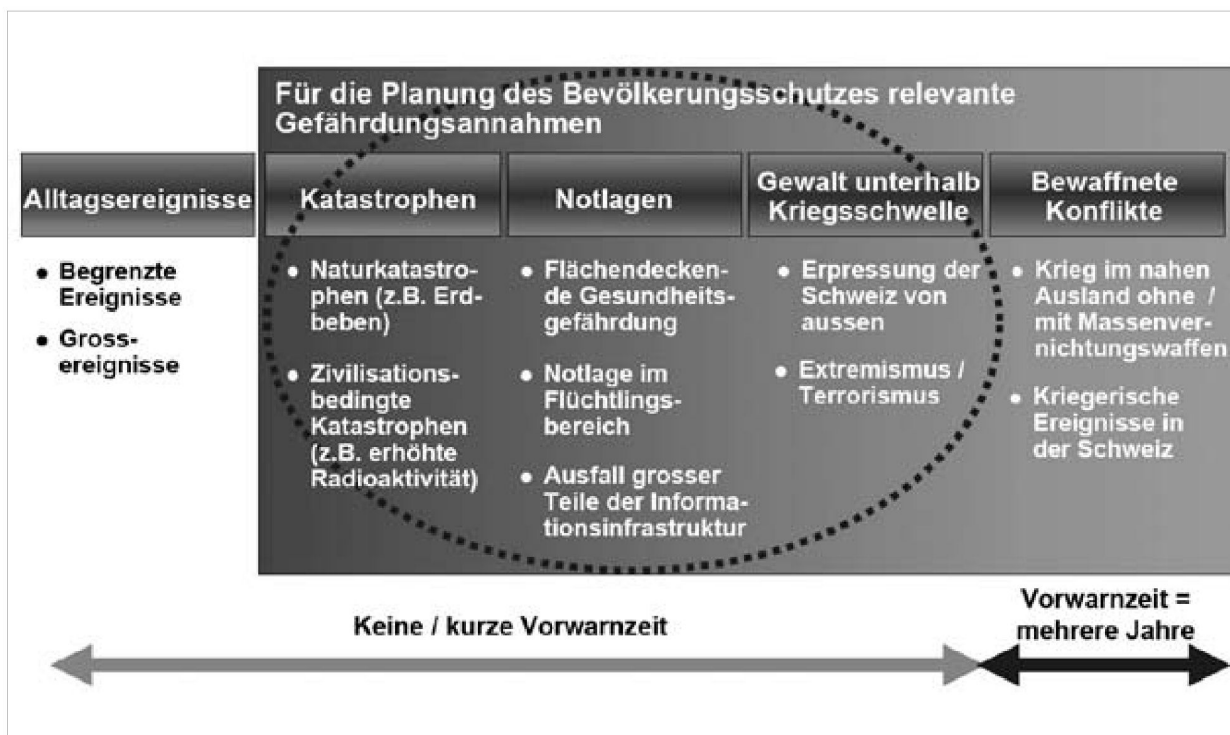 Für die Planung des Bevölkerungsschutzes relevante
Gefährdungsannahmen
Alltagsereignisse
Begrenzte
Ereignisse
Gross-
ereignisse
Katastrophen
Naturkatastro-
phen (z.B. Erd-
beben)
Zivilisations-
bedingte
Katastrophen
(z.B. erhöhte
Radioaktivität)
Notlagen
Flächendecken-
de Gesundheits-
gefährdung
Notlage im
Flüchtlings-
bereich
Ausfall grosser
Teile der Informa-
tionsinfrastruktur
Gewalt unterhalb
Kriegsschwelle
Erpressung der
Schweiz von
aussen
Extremismus /
Terrorismus
Bewaffnete
Konflikte
Krieg im nahen
Ausland ohne /
mit Massenver-
nichtungswaffen
Kriegerische
Ereignisse in
der Schweiz
Keine / kurze Vorwarnzeit
Vorwarnzeit =
mehrere Jahre